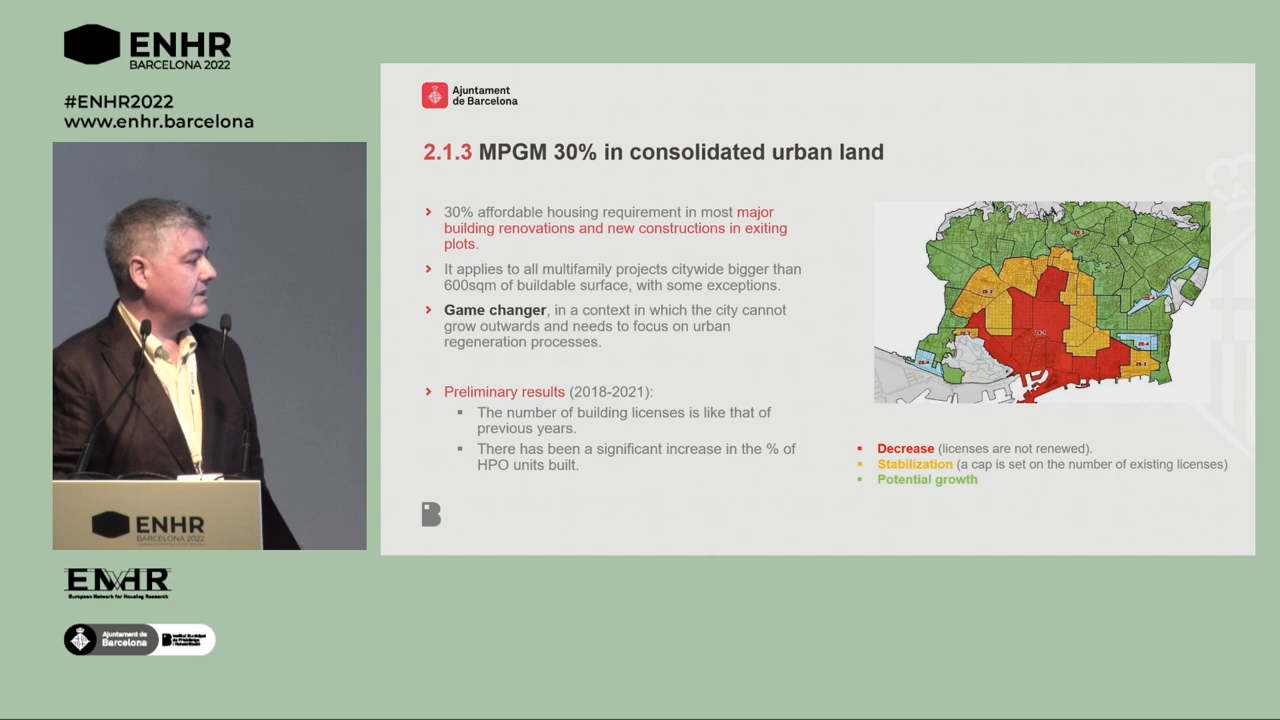 ENHR
BARCELONA 2022
#ENHR2022
www.enhr.barcelona
Ajuntament
de Barcelona
2.1.3 MPGM 30% in consolidated urban land
30% affordable housing requirement in most major
building renovations and new constructions in exiting
plots.
It applies to all multifamily projects citywide bigger than
600sqm of buildable surface, with some exceptions.
Game changer, in a context in which the city cannot
grow outwards and needs to focus on urban
regeneration processes.
Preliminary results (2018-2021):
The number of building licenses is like that of
previous years.
There has been a significant increase in the % of
HPO units built.
Decrease (licenses are not renewed).
Stabilization (a cap is set on the number of existing licenses)
Potential growth
B
ENHR
BARCELONA 2022
ENHR
European Network for Housing Research
Ajuntament de
Barcelona